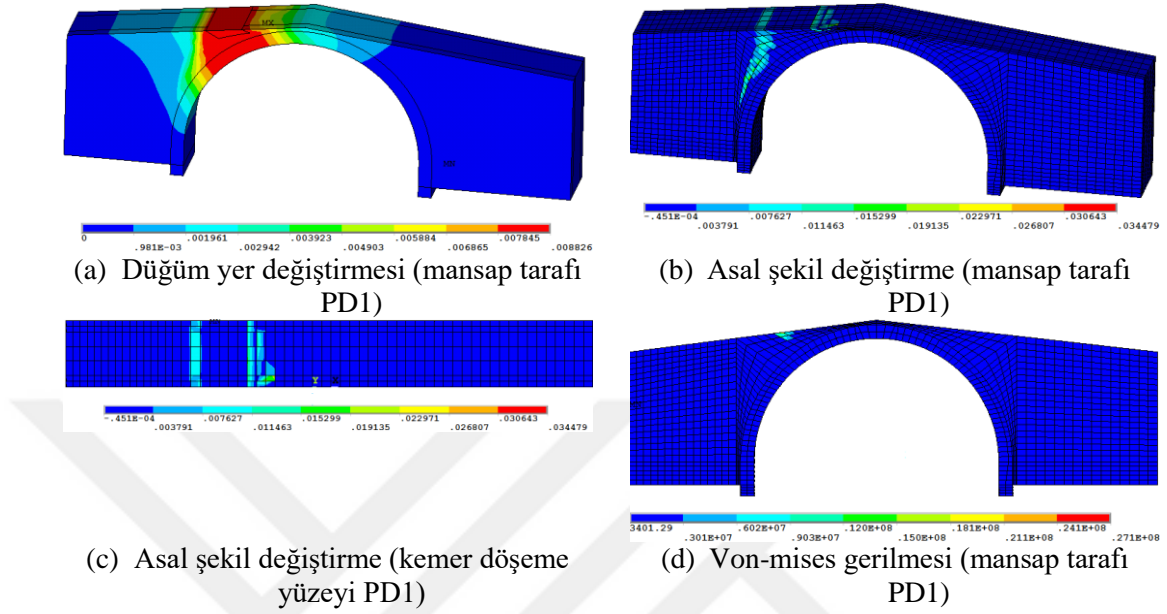 MX
MN
0
.981E-03
.001961
.002942
.003923
.004903
.005884
.006865
.007845
.008826
(a) Düğüm yer değiştirmesi (mansap tarafı
PD1)
-.451E-04
.003791
.007627
.011463
.015299
.019135
.022971
.026807
.030643
.034479
(b) Asal şekil değiştirme (mansap tarafı
PD1)
Y
-.451E-04
.003791
.007627
.011463
.015299
.019135
.022971
.026807
.030643
.034479
(c) Asal şekil değiştirme (kemer döşeme
yüzeyi PD1)
3401.29
.301E+07
.602E+07
.903E+07
.120E+08
.150E+08
.181E+08
.211E+08
.241E+08
.271E+08
(d) Von-mises gerilmesi (mansap tarafı
PD1)